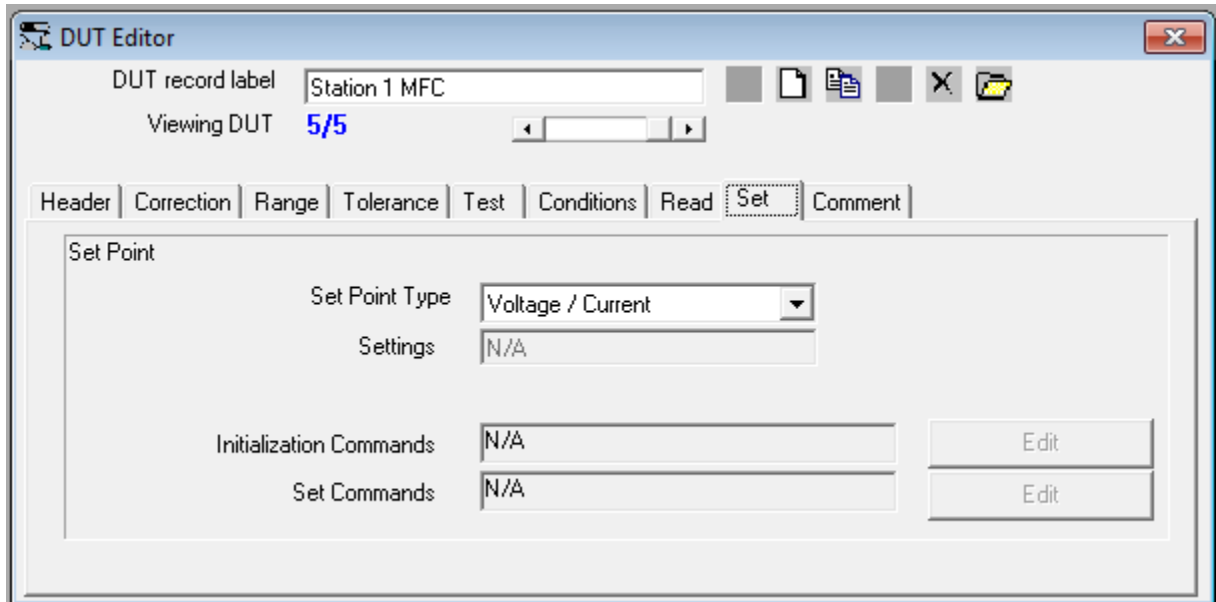 DUT Editor
DUT record label Station 1 MFC
Viewing DUT 5/5
Header Correction Range Tolerance Test Conditions Read Set Comment
Set Point
Set Point Type Voltage / Current
Settings N/A
Initialization Commands N/A Edit
Set Commands N/A Edit